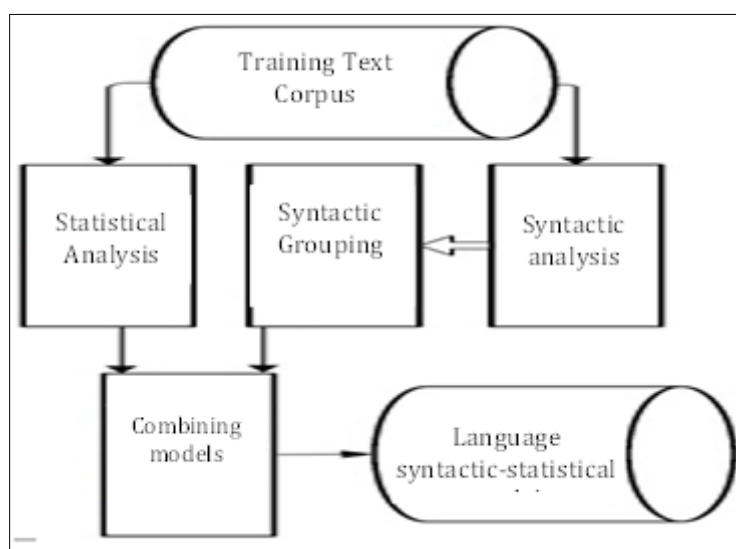 Training Text
Corpus
Statistical
Analysis
Syntactic
Grouping
Syntactic
analysis
Combining
models
Language
syntactic-statistical